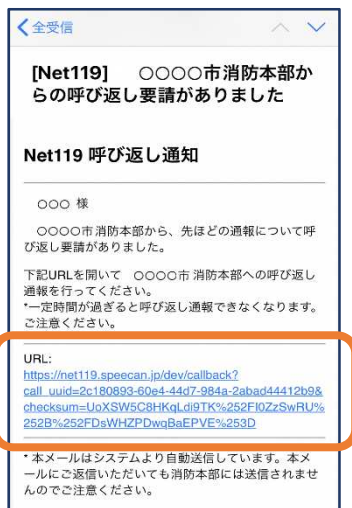 全受信
[Net119]　○○○○市消防本部か
らの呼び返し要請がありました
Net119 呼び返し通知
○○○ 様
○○○○市消防本部から、先ほどの通報について呼
び返し要請がありました。
下記URLを開いて　○○○○市 消防本部への呼び返し
通報を行ってください。
*一定時間が過ぎると呼び返し通報できなくなります。
ご注意ください。
URL:
https://net119.speecan.jp/dev/callback?
call_uuid=2c180893-60e4-44d7-984a-2abad44412b9&
checksum=UoXSW5C8HKqLdi9TK%252FI0ZzSwRU%
252B%252FDsWHZPDwqBaEPVE%253D
*本メールはシステムより自動送信しています。本メ
ールにご返信いただいても消防本部には送信されませ
んのでご注意ください。